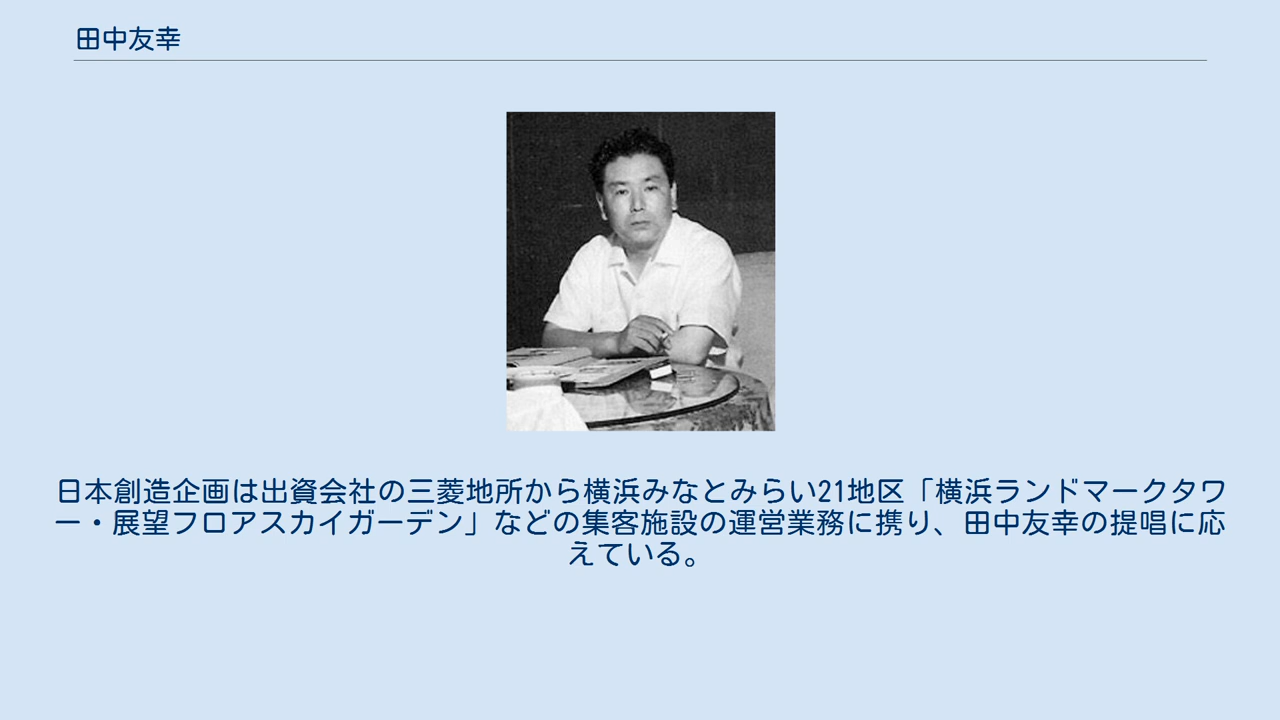 田中友幸
日本創造企画は出資会社の三菱地所から横浜みなとみらい21地区「横浜ランドマークタワ
ー・展望フロアスカイガーデン」などの集客施設の運営業務に携り、田中友幸の提唱に応
えている。